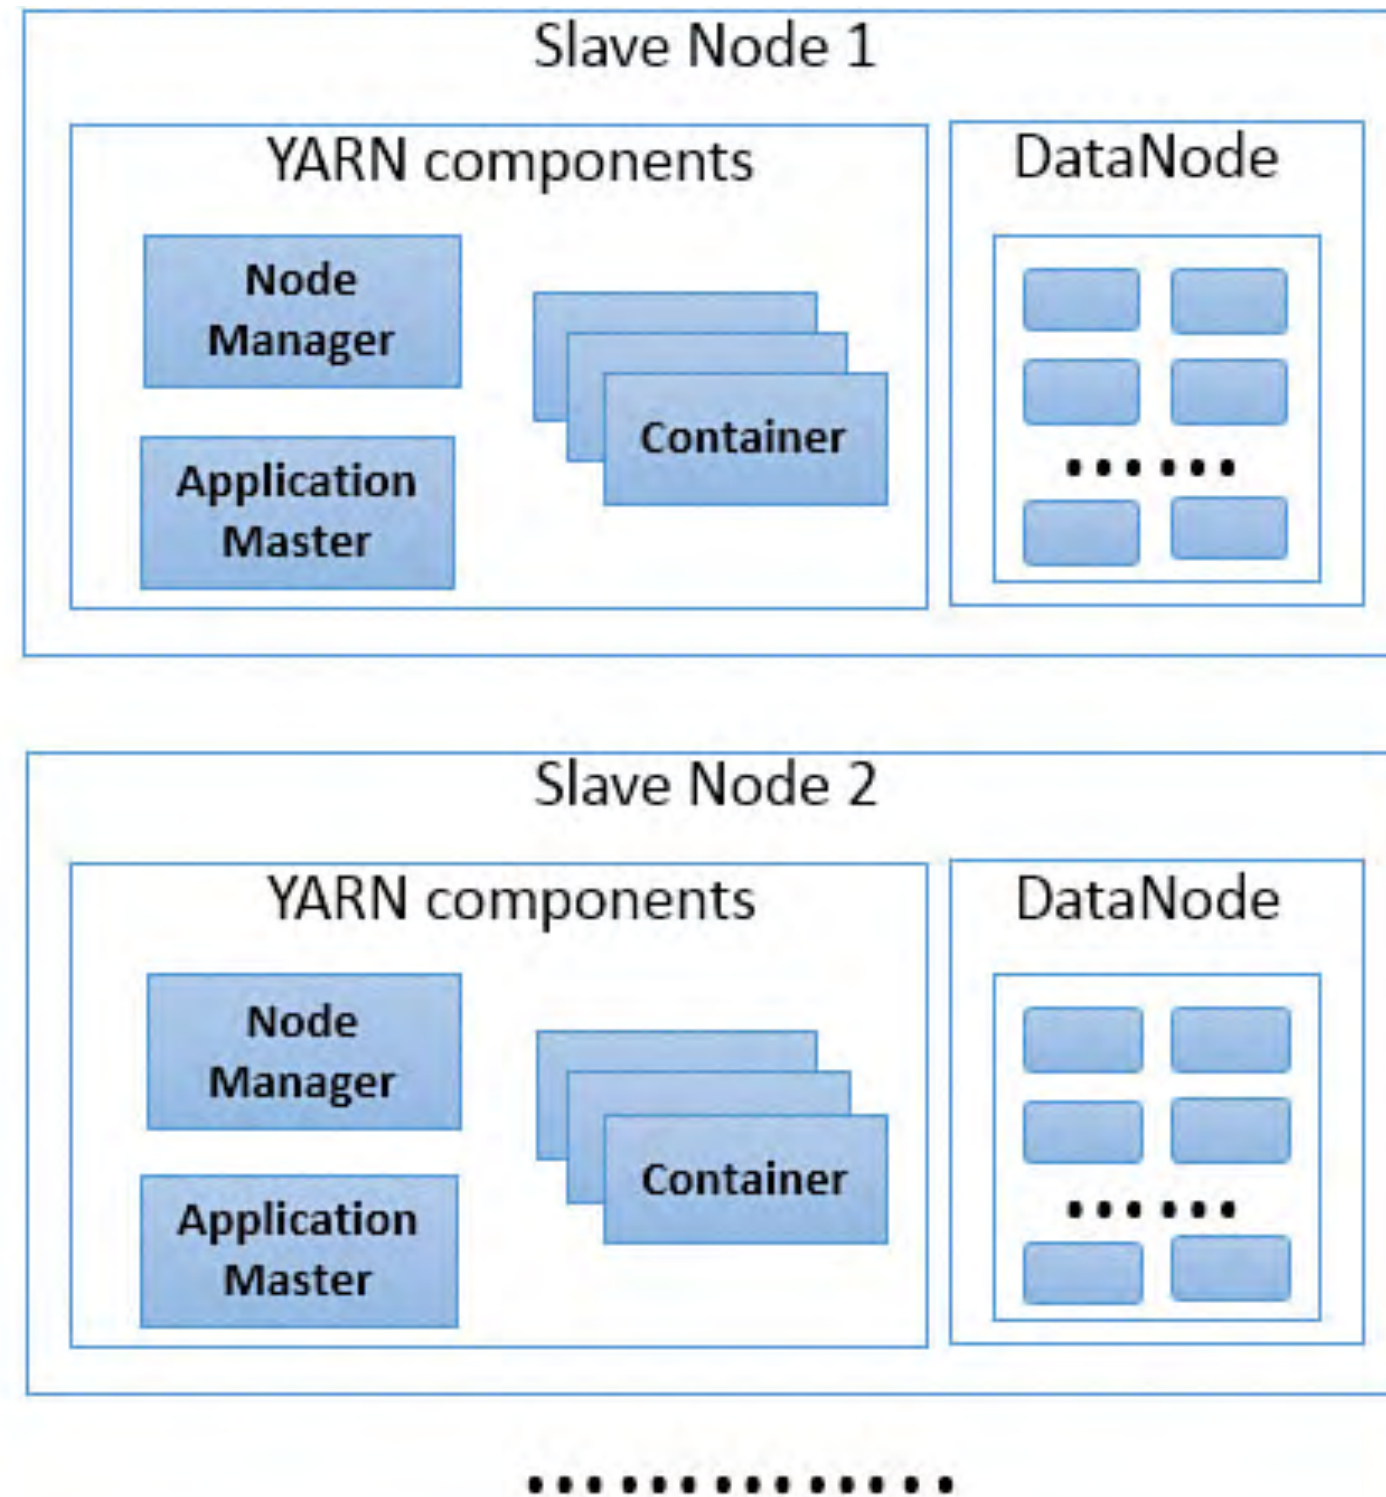 Slave Node 1
YARN components
DataNode
Node
Manager
Container
Application
Master
......
Slave Node 2
YARN components
DataNode
Node
Manager
Container
Application
Master
......
..............